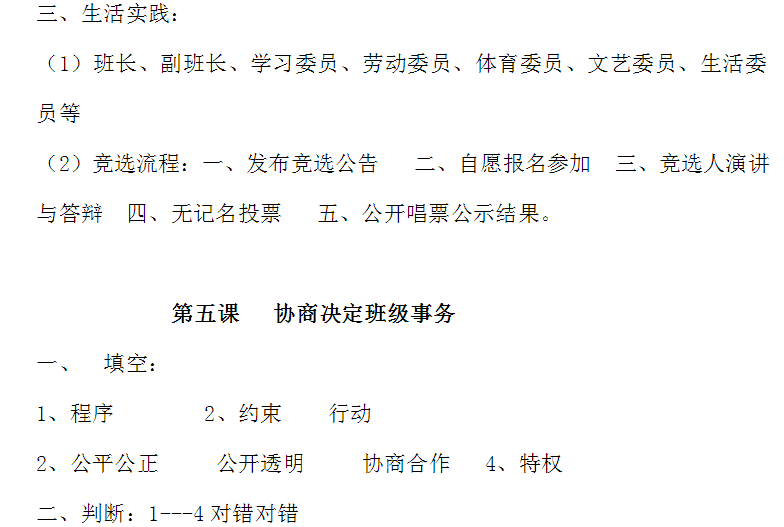 三、生活实践：
（1）班长、副班长、学习委员、劳动委员、体育委员、文艺委员、生活委
员等
（2）竞选流程：一、发布竞选公告 二、自愿报名参加 三、竞选人演讲
与答辩 四、无记名投票 五、公开唱票公示结果。
第五课 协商决定班级事务
一、 填空：
1、程序 2、约束 行动
2、公平公正 公开透明 协商合作 4、特权
二、判断：1---4 对错对错